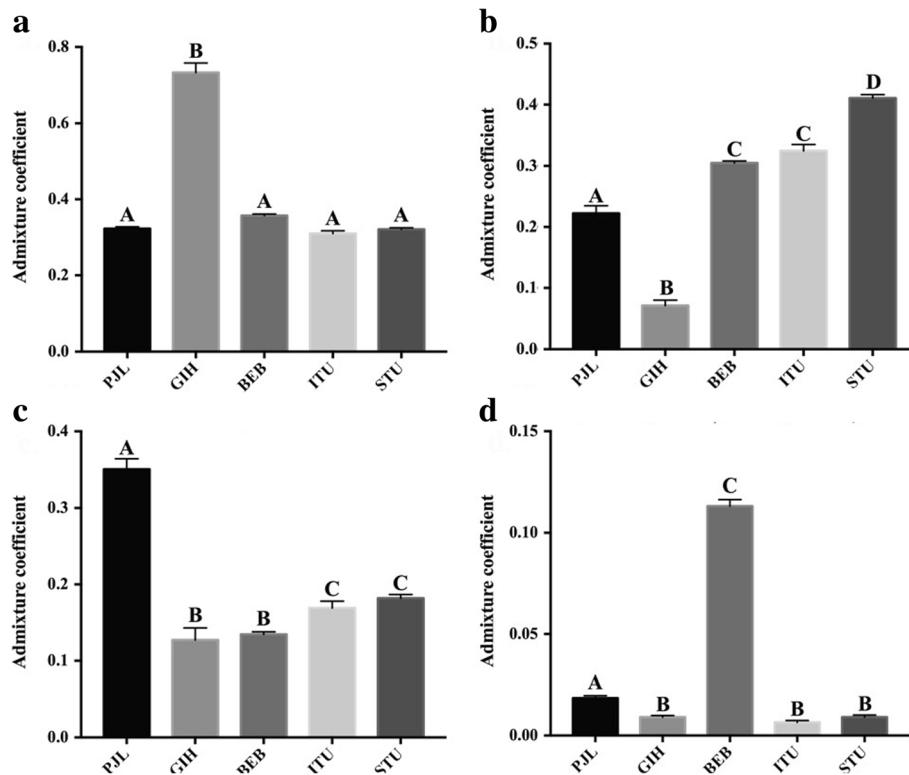 a
Admixture coefficient
0.8
0.6
0.4
0.2
0.0
A
B
A
A
A
PJL
GIH
BEB
ITU
STU
b
Admixture coefficient
0.5
0.4
0.3
0.2
0.1
0.0
A
B
C
C
D
PJL
GIH
BEB
ITU
STU
c
Admixture coefficient
0.4
0.3
0.2
0.1
0.0
A
B
B
C
C
PJL
GIH
BEB
ITU
STU
d
Admixture coefficient
0.15
0.10
0.05
0.00
A
B
C
B
B
PJL
GIH
BEB
ITU
STU